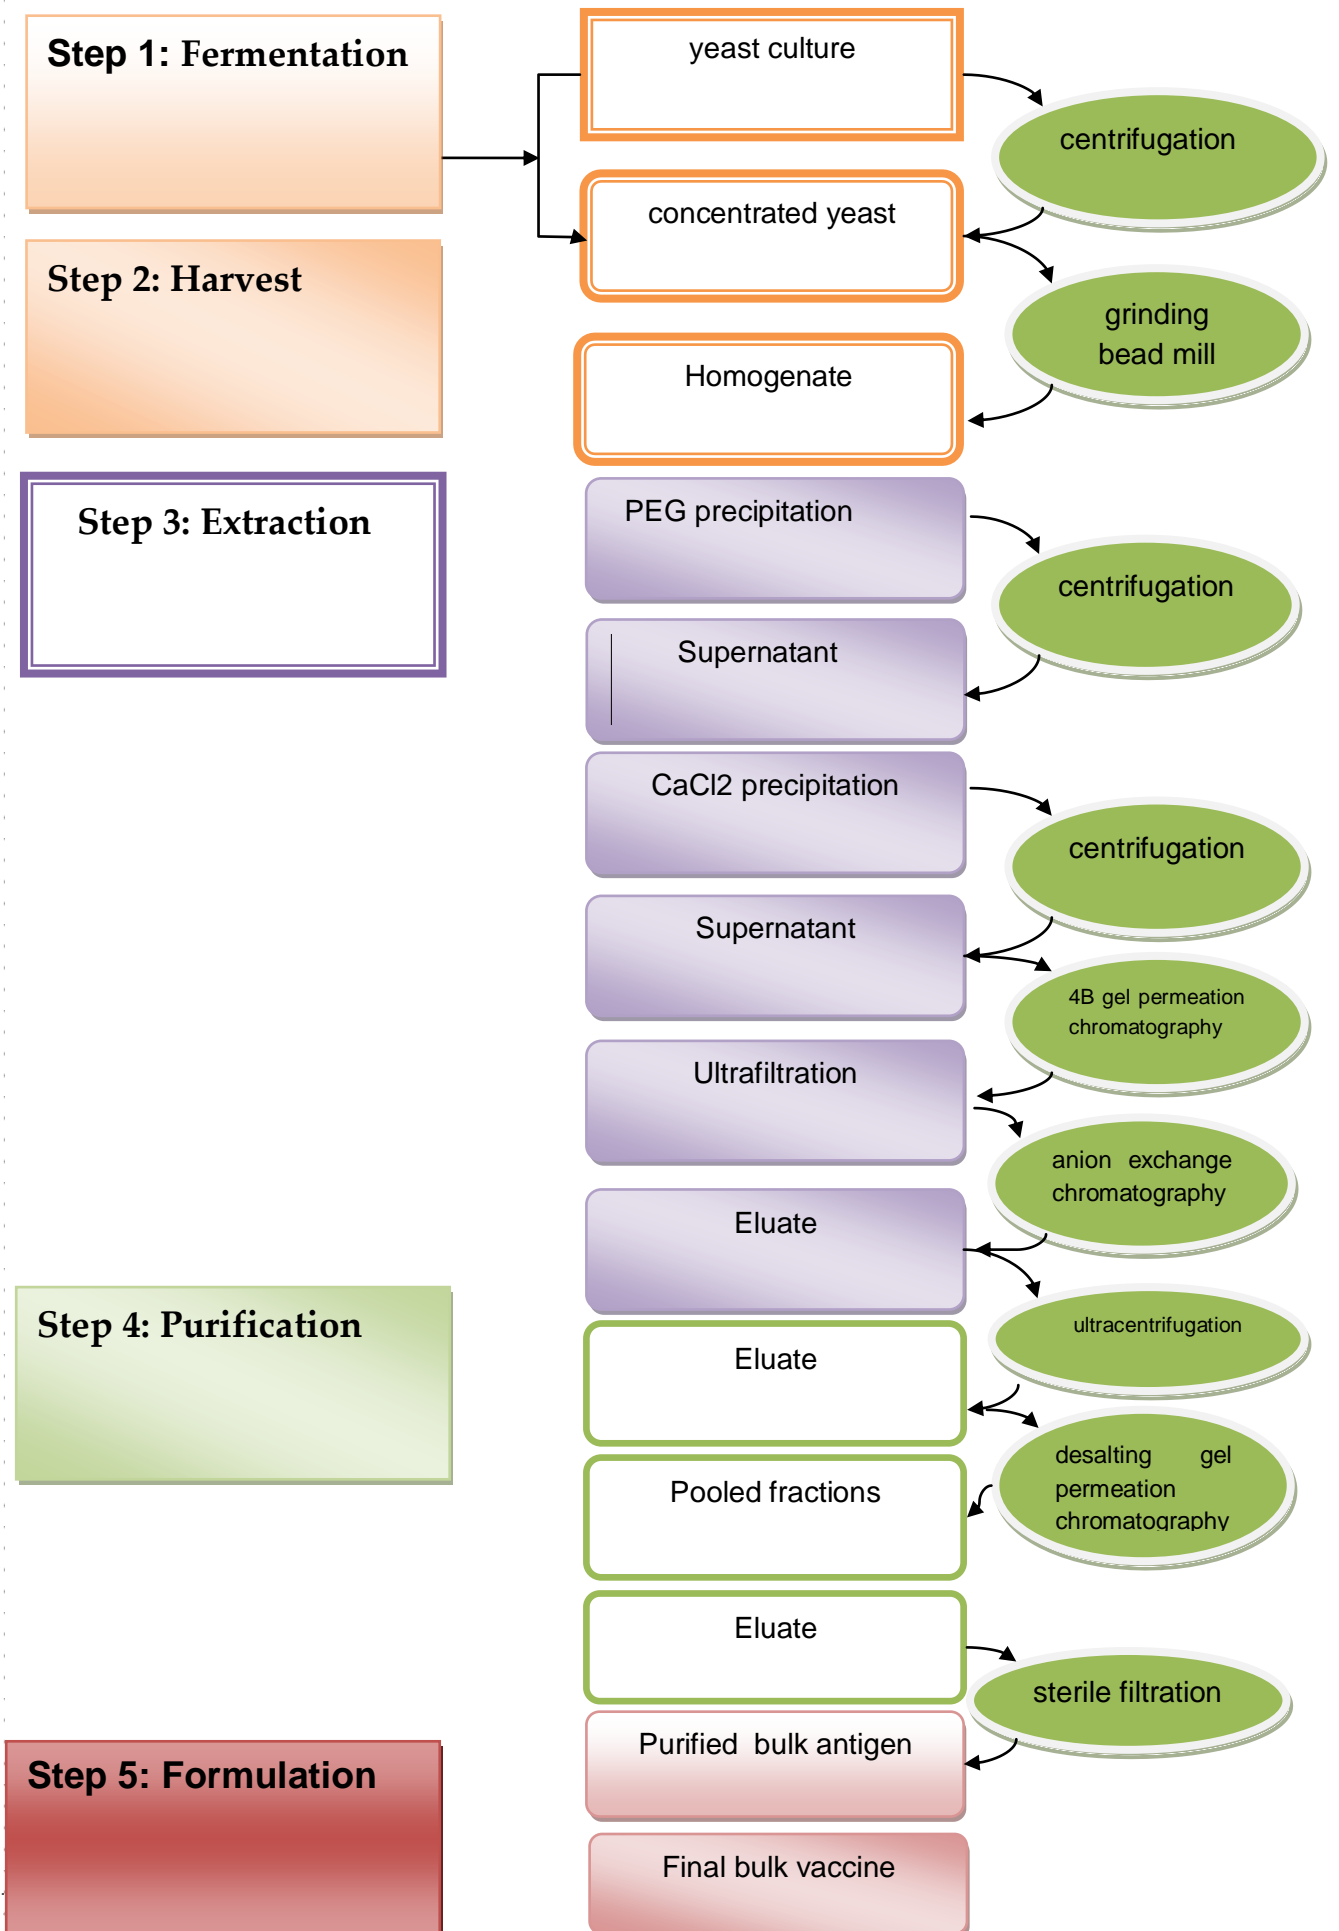 Step 1: Fermentation
yeast culture
centrifugation
concentrated yeast
Step 2: Harvest
grinding
bead mill
Homogenate
Step 3: Extraction
PEG precipitation
centrifugation
Supernatant
CaCl2 precipitation
centrifugation
Supernatant
4B gel permeation
chromatography
Ultrafiltration
anion exchange
chromatography
Eluate
Step 4: Purification
ultracentrifugation
Eluate
desalting gel
permeation
chromatography
Pooled fractions
Eluate
sterile filtration
Purified bulk antigen
Step 5: Formulation
Final bulk vaccine